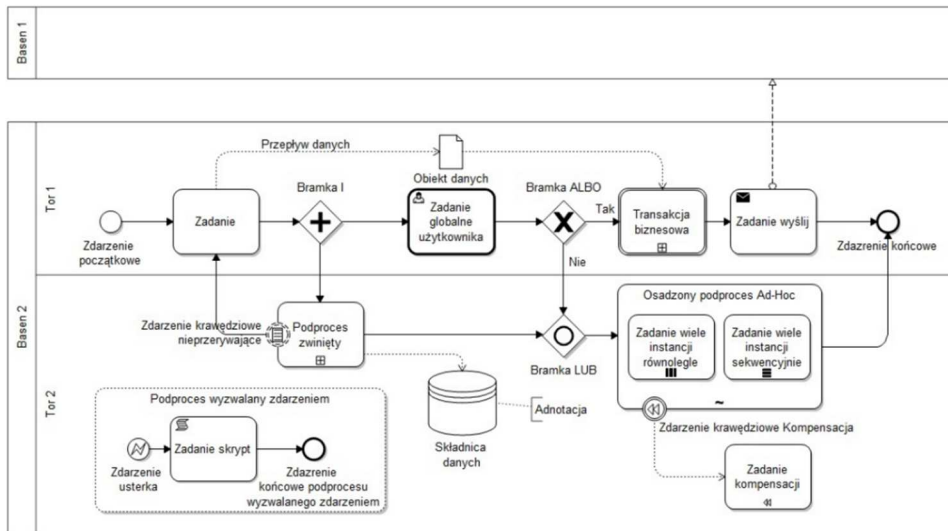 Basen 1
Basen 2
Tor 1
Przepływ danych
Obiekt danych
Bramka I
Bramka ALBO
Zadanie
Zadanie
globalne
użytkownika
Tak
Transakcja
biznesowa
Zadanie wyślij
Zdarzenie
początkowe
Zdazrenie końcowe
Nie
Tor 2
Zdarzenie krawędziowe
nieprzerywające
Podproces
zwinięty
Bramka LUB
Osadzony podproces Ad-Hoc
Zadanie wiele
instancji
równolegle
Zadanie wiele
instancji
sekwencyjnie
Podproces wyzwalany zdarzeniem
Zadanie skrypt
Zdarzenie
usterka
Zdazrenie
końcowe podprocesu
wyzwalanego zdarzeniem
Składnica
danych
Adnotacja
Zdarzenie krawędziowe Kompensacja
Zadanie
kompensacji